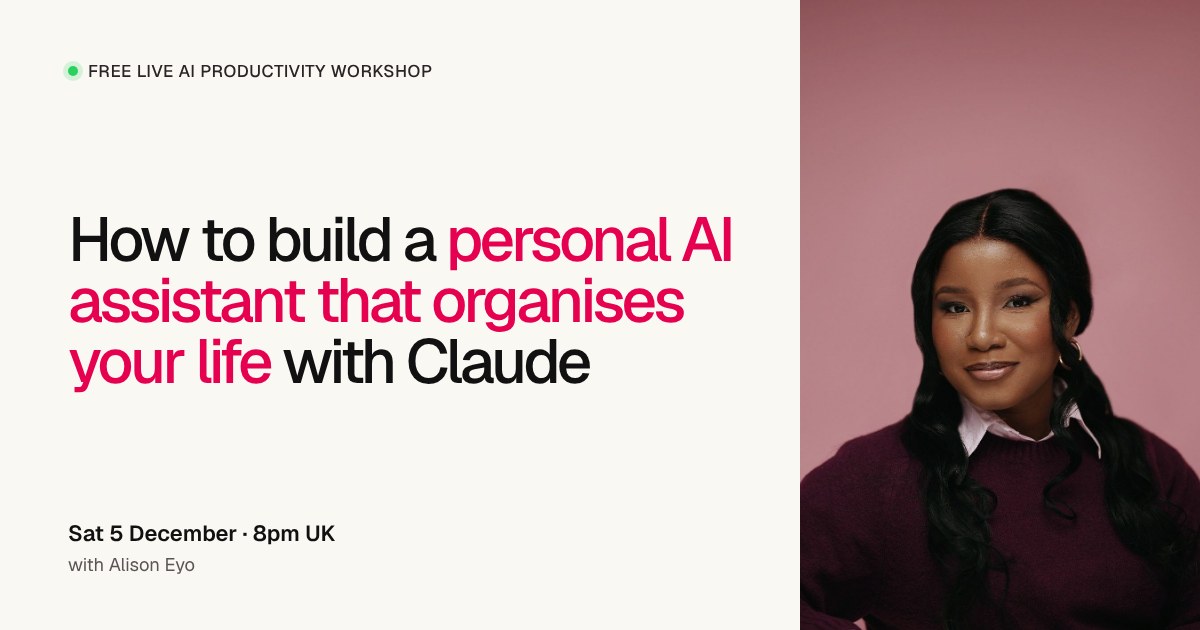 FREE LIVE AI PRODUCTIVITY WORKSHOP
How to build a personal AI
assistant that organises
your life with Claude
Sat 5 December · 8pm UK
with Alison Eyo